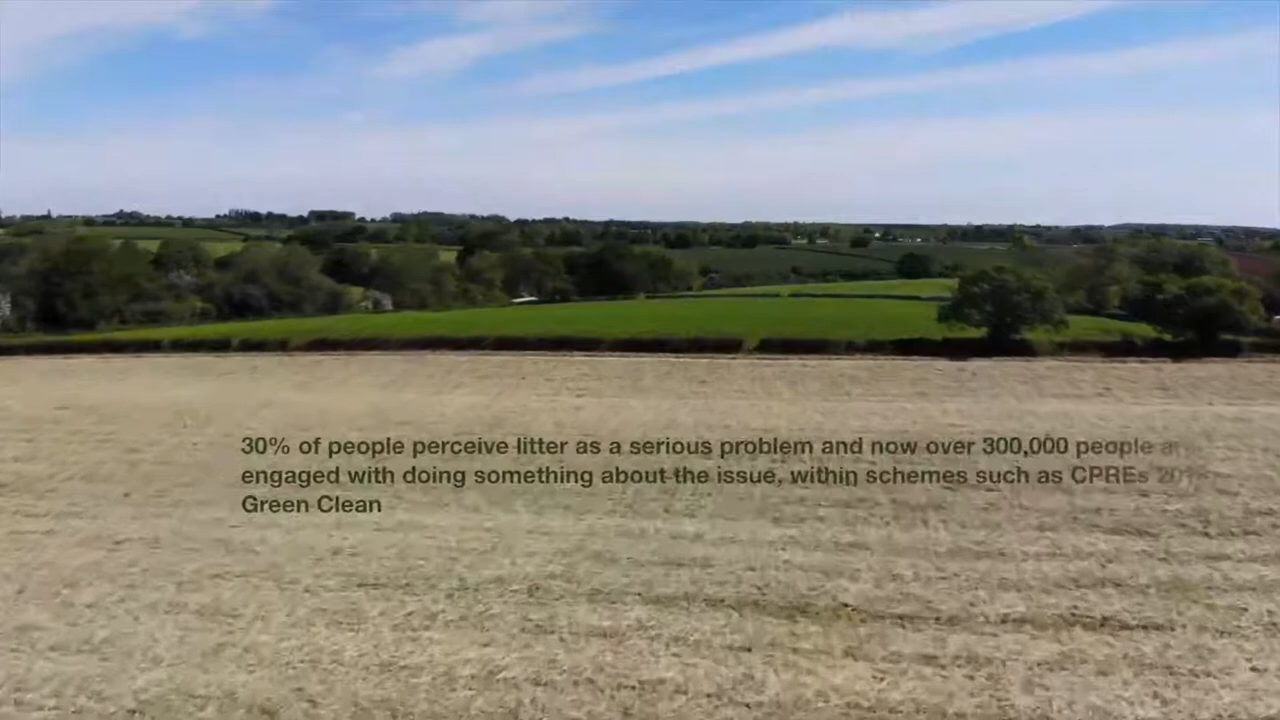 30% of people perceive litter as a serious problem and now over 300,000 people
engaged with doing something about the issue, within schemes such as CPREs
Green Clean